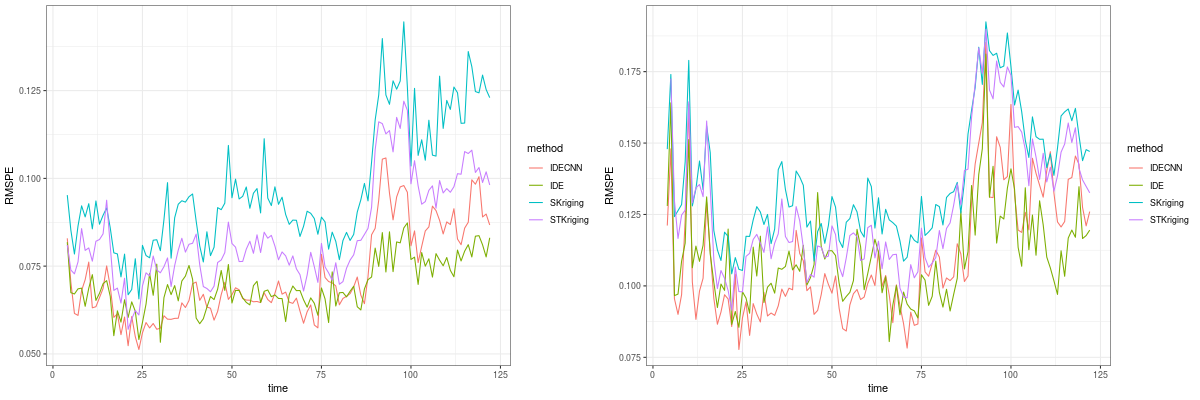 RMSPE
0.125
0.100
0.075
0.050
0 25 50 75 100 125
time
method
IDECNN
IDE
SKriging
STKriging
RMSPE
0.175
0.150
0.125
0.100
0.075
0 25 50 75 100 125
time
method
IDECNN
IDE
SKriging
STKriging